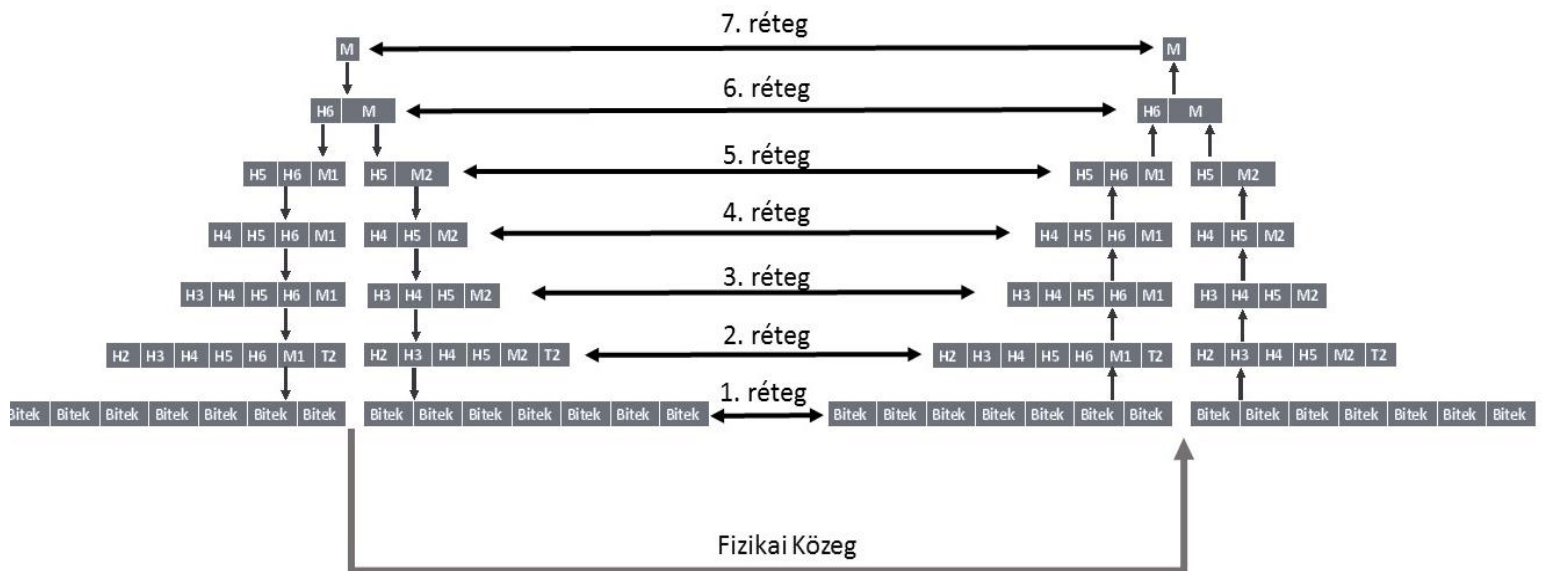 7. réteg
M M
6. réteg
H6 M H6 M
5. réteg
H5 H6 M1 H5 M2 H5 H6 M1 H5 M2
4. réteg
H4 H5 H6 M1 H4 H5 M2 H4 H5 H6 M1 H4 H5 M2
3. réteg
H3 H4 H5 H6 M1 H3 H4 H5 M2 H3 H4 H5 H6 M1 H3 H4 H5 M2
2. réteg
H2 H3 H4 H5 H6 M1 T2 H2 H3 H4 H5 M2 T2 H2 H3 H4 H5 H6 M1 T2 H2 H3 H4 H5 M2 T2
1. réteg
Bitek Bitek Bitek Bitek Bitek Bitek Bitek Bitek Bitek Bitek Bitek Bitek Bitek Bitek Bitek Bitek Bitek Bitek Bitek Bitek Bitek Bitek Bitek Bitek Bitek Bitek Bitek Bitek
Fizikai Közeg